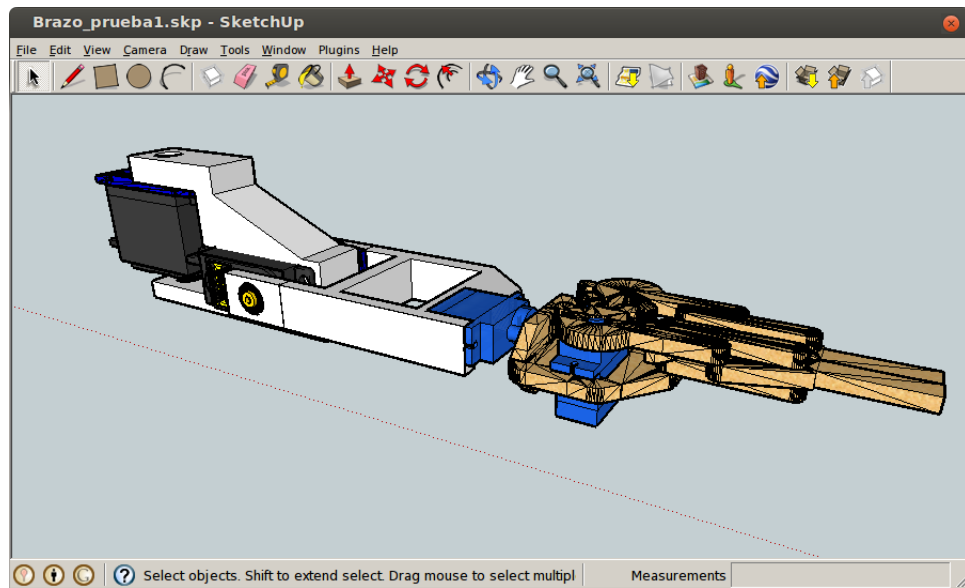 Brazo_prueba1.skp - SketchUp
File Edit View Camera Draw Tools Window Plugins Help
Select objects. Shift to extend select. Drag mouse to select multipl Measurements